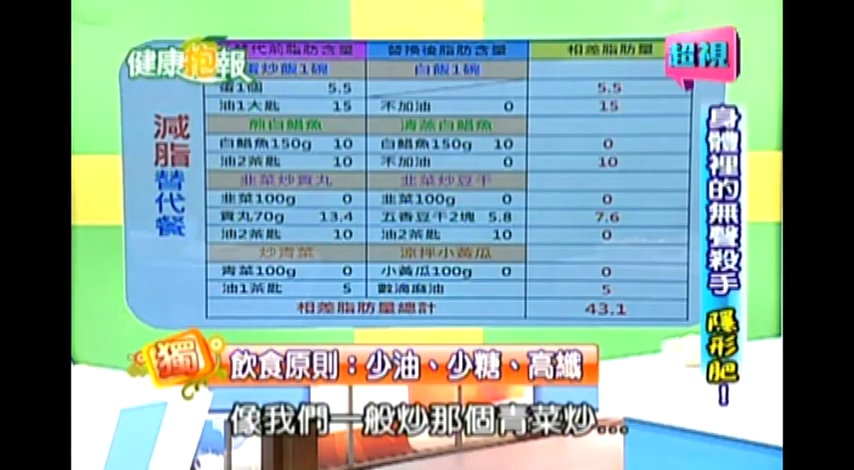 健康抱報
超視
替代前脂肪含量 替換後脂肪含量 相差脂肪量
蛋炒飯1碗 白飯1碗
蛋1個 5.5 5.5
油1大匙 15 不加油 0 15
煎白鯧魚 清蒸白鯧魚
白鯧魚150g 10 白鯧魚150g 10 0
油2茶匙 10 不加油 0 10
韭菜炒貢丸 韭菜炒豆干
韭菜100g 0 韭菜100g 0 0
貢丸70g 13.4 五香豆干2塊 5.8 7.6
油2茶匙 10 油2茶匙 10 0
炒青菜 涼拌小黃瓜
青菜100g 0 小黃瓜100g 0 0
油1茶匙 5 數滴麻油 5
相差脂肪量總計 43.1
減脂替代餐
身體裡的無聲殺手 隱形肥！
獨
飲食原則：少油、少糖、高纖
像我們一般炒那個青菜炒...